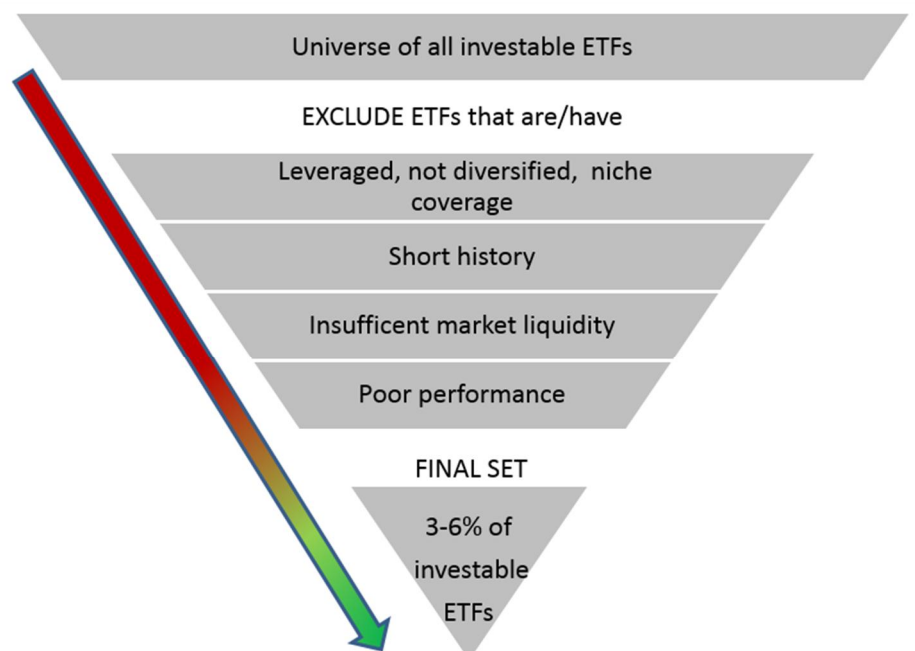 Universe of all investable ETFs
EXCLUDE ETFs that are/have
Leveraged, not diversified,  niche
coverage
Short history
Insufficent market liquidity
Poor performance
FINAL SET
3-6% of
investable
ETFs